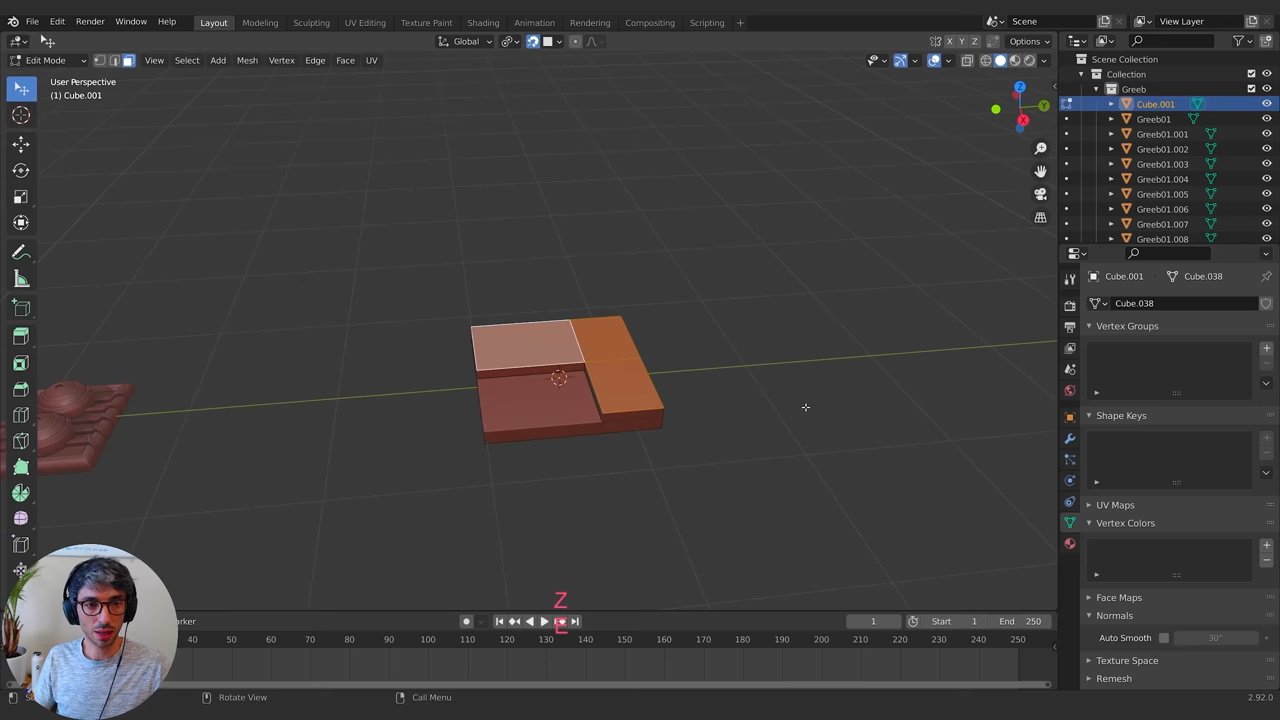 File Edit Render Window Help Layout Modeling Sculpting UV Editing Texture Paint Shading Animation Rendering Compositing Scripting + Scene View Layer
Global X Y Z Options
Edit Mode View Select Add Mesh Vertex Edge Face UV
User Perspective
(1) Cube.001
Z
Y
X
Scene Collection
Collection
Greeb
Cube.001
Greeb01
Greeb01.001
Greeb01.002
Greeb01.003
Greeb01.004
Greeb01.005
Greeb01.006
Greeb01.007
Greeb01.008
Cube.001 Cube.038
Cube.038
Vertex Groups
Shape Keys
UV Maps
Vertex Colors
Face Maps
Normals
Auto Smooth 30°
Texture Space
Remesh
Z
E
arker 1 Start 1 End 250
40 50 60 70 80 90 100 110 120 130 140 150 160 170 180 190 200 210 220 230 240 250
Rotate View Call Menu 2.92.0